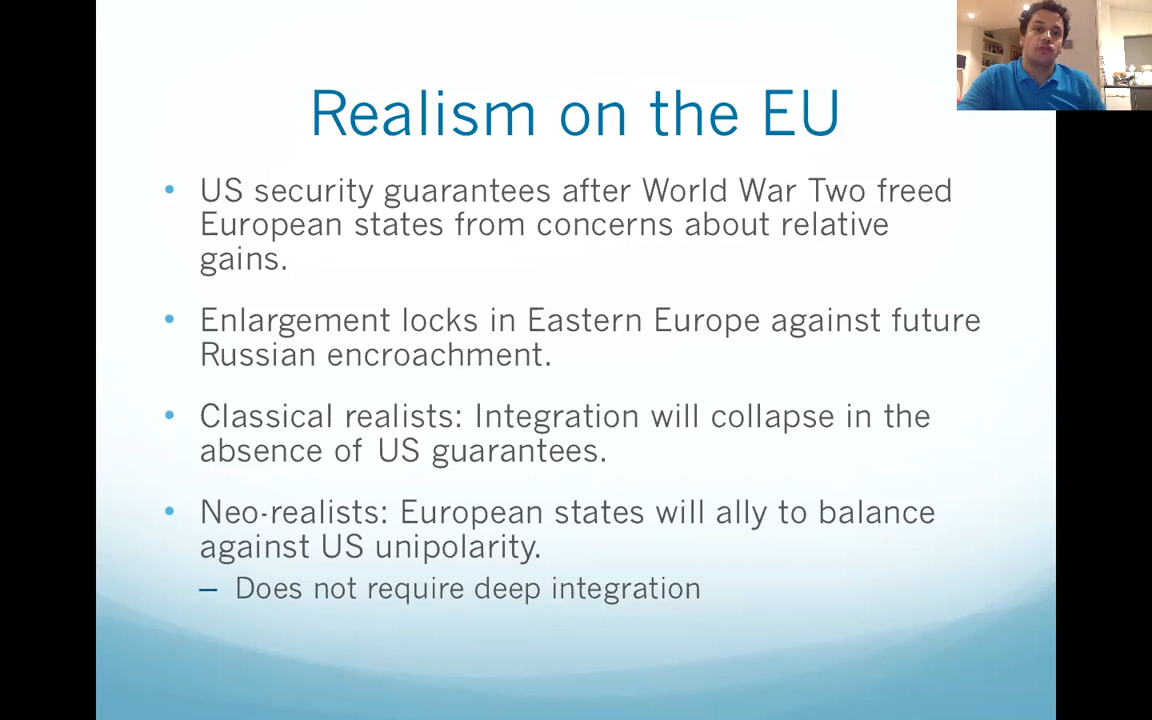 Realism on the EU
• US security guarantees after World War Two freed
European states from concerns about relative
gains.
• Enlargement locks in Eastern Europe against future
Russian encroachment.
• Classical realists: Integration will collapse in the
absence of US guarantees.
• Neo-realists: European states will ally to balance
against US unipolarity.
– Does not require deep integration